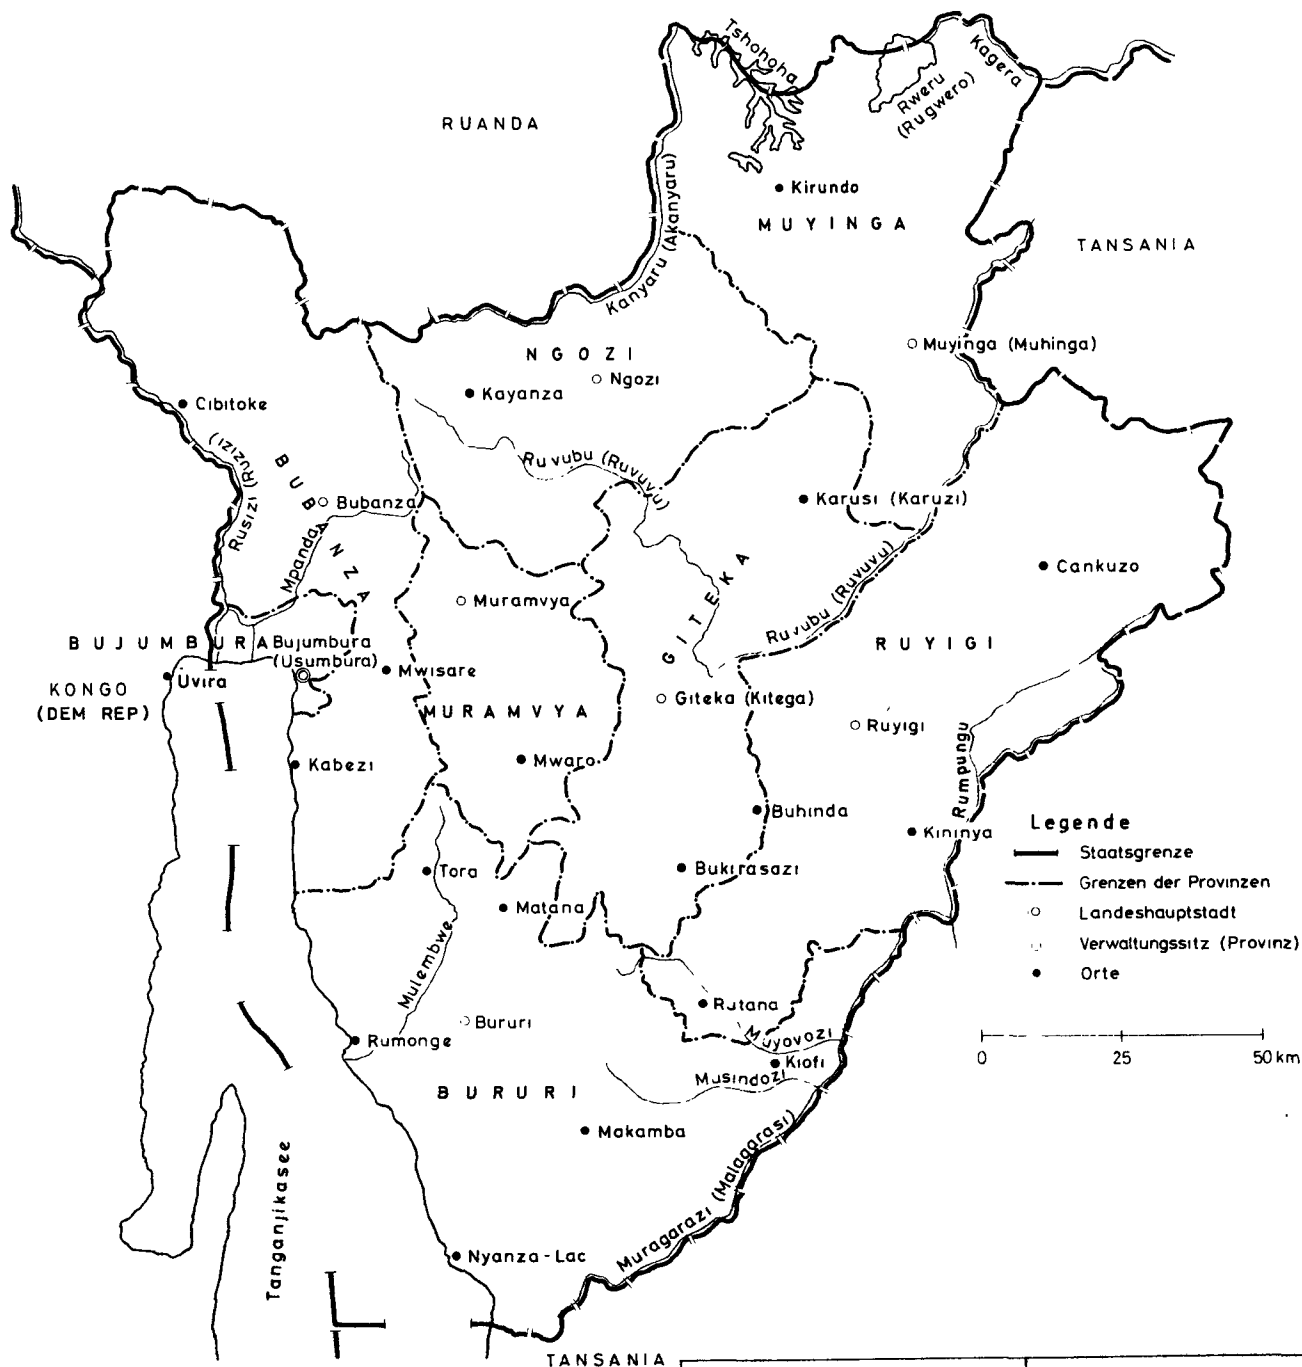 Tshohoha
Kagera
Rweru
(Rugwero)
RUANDA
Kirundo
MUYINGA
Kanyaru (Akanyaru)
TANSANIA
NGOZI
Ngozi
Muyinga (Muhinga)
Kayanza
Cibitoke
Ruvubu (Ruvuvu)
Rusizi (Ruzizi)
BUBANZA
Bubanza
Karusi (Karuzi)
Mpanda
Cankuzo
Muramvya
GITEKA
Ruvubu (Ruvuvu)
BUJUMBURA
Bujumbura
(Usumbura)
RUYIGI
Uvira
Mwisare
KONGO
(DEM REP)
Giteka (Kitega)
MURAMVYA
Ruyigi
Kabezi
Mwaro
Rumpungu
Buhinda
Kininya
Legende
Staatsgrenze
Grenzen der Provinzen
Landeshauptstadt
Verwaltungssitz (Provinz)
Orte
Tora
Bukirasazi
Matana
Mulembwe
Rutana
Bururi
Muyovozi
Rumonge
Kiofi
0 25 50 km
Musindozi
BURURI
Makamba
Muragarazi (Malagarasi)
Tanganjikasee
Nyanza-Lac
TANSANIA